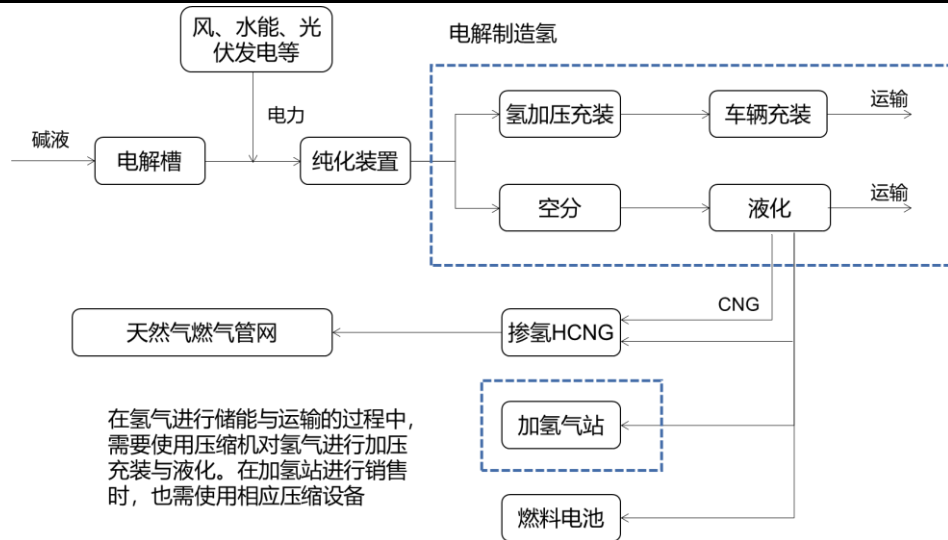 风、水能、光
伏发电等
电解制造氢
电力
氢加压充装
车辆充装
运输
碱液
电解槽
纯化装置
空分
液化
运输
CNG
天然气燃气管网
掺氢HCNG
在氢气进行储能与运输的过程中，
需要使用压缩机对氢气进行加压
充装与液化。在加氢站进行销售
时，也需使用相应压缩设备
加氢气站
燃料电池